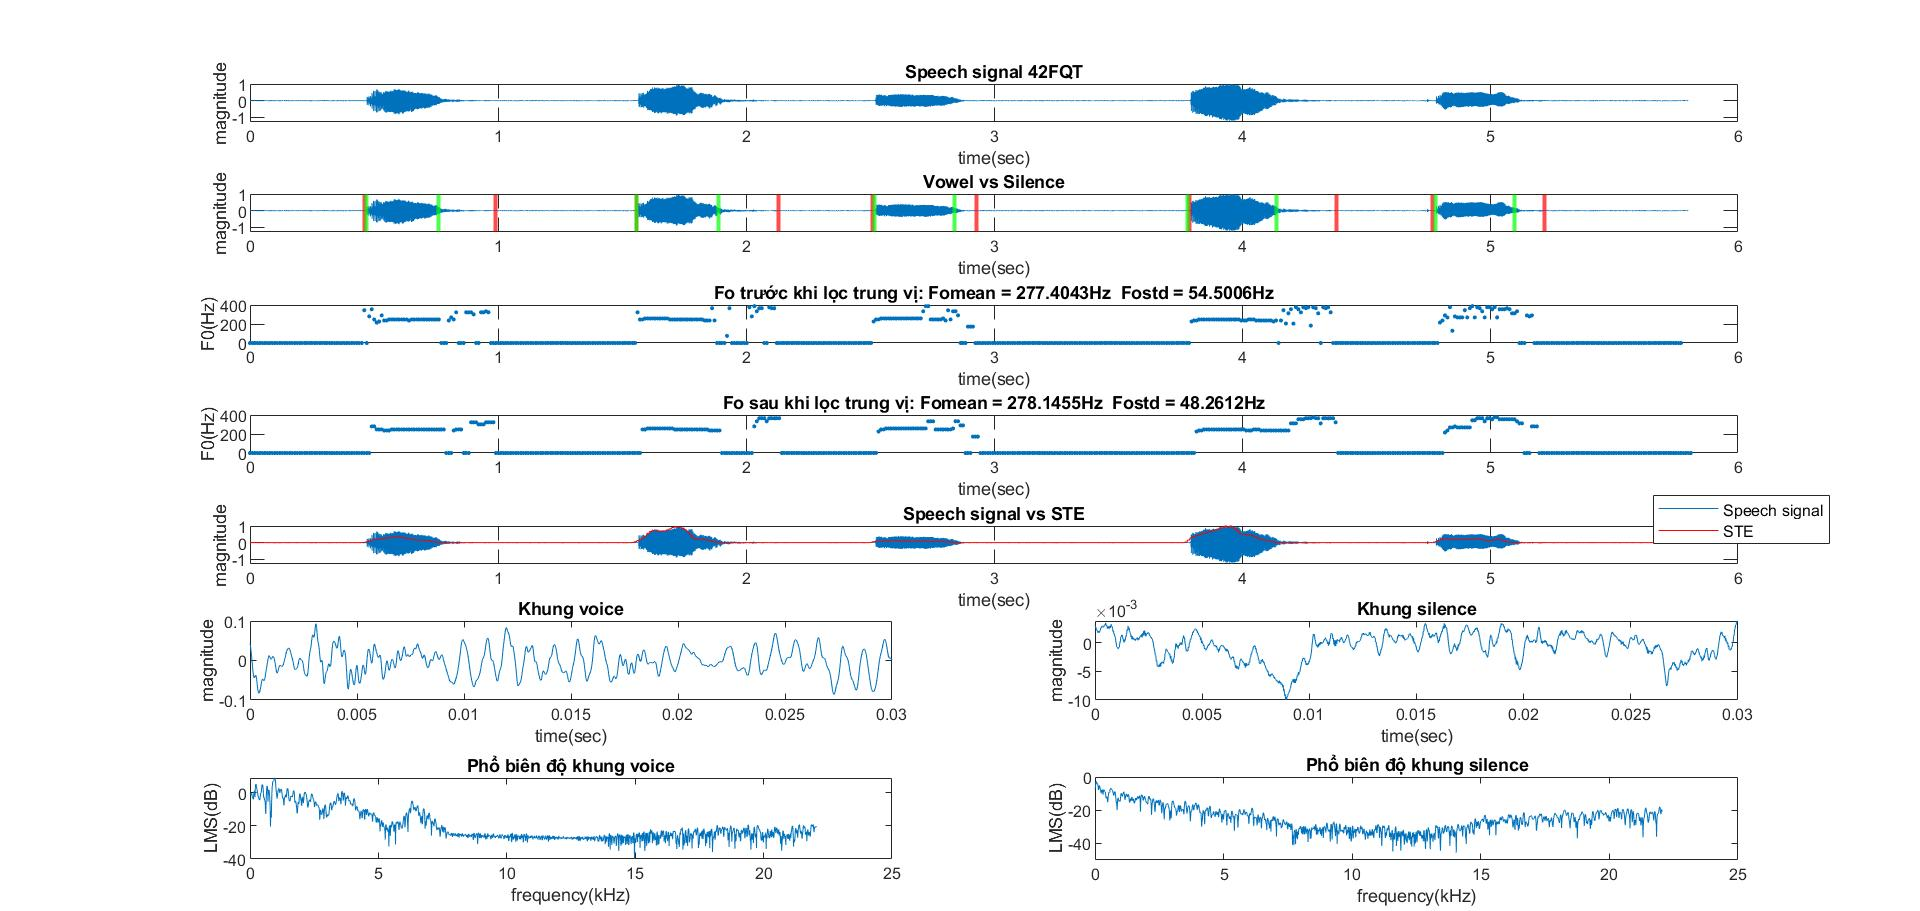 Speech signal 42FQT
magnitude
1
0
-1
0 1 2 3 4 5 6
time(sec)
Vowel vs Silence
magnitude
1
0
-1
0 1 2 3 4 5 6
time(sec)
Fo trước khi lọc trung vị: Fomean = 277.4043Hz Fostd = 54.5006Hz
F0(Hz)
400
200
0
0 1 2 3 4 5 6
time(sec)
Fo sau khi lọc trung vị: Fomean = 278.1455Hz Fostd = 48.2612Hz
F0(Hz)
400
200
0
0 1 2 3 4 5 6
time(sec)
Speech signal vs STE
magnitude
1
0
-1
0 1 2 3 4 5 6
time(sec)
Speech signal
STE
Khung voice
magnitude
0.1
0
-0.1
0 0.005 0.01 0.015 0.02 0.025 0.03
time(sec)
Khung silence
×10-3
magnitude
0
-5
-10
0 0.005 0.01 0.015 0.02 0.025 0.03
time(sec)
Phổ biên độ khung voice
LMS(dB)
0
-20
-40
0 5 10 15 20 25
frequency(kHz)
Phổ biên độ khung silence
LMS(dB)
0
-20
-40
0 5 10 15 20 25
frequency(kHz)